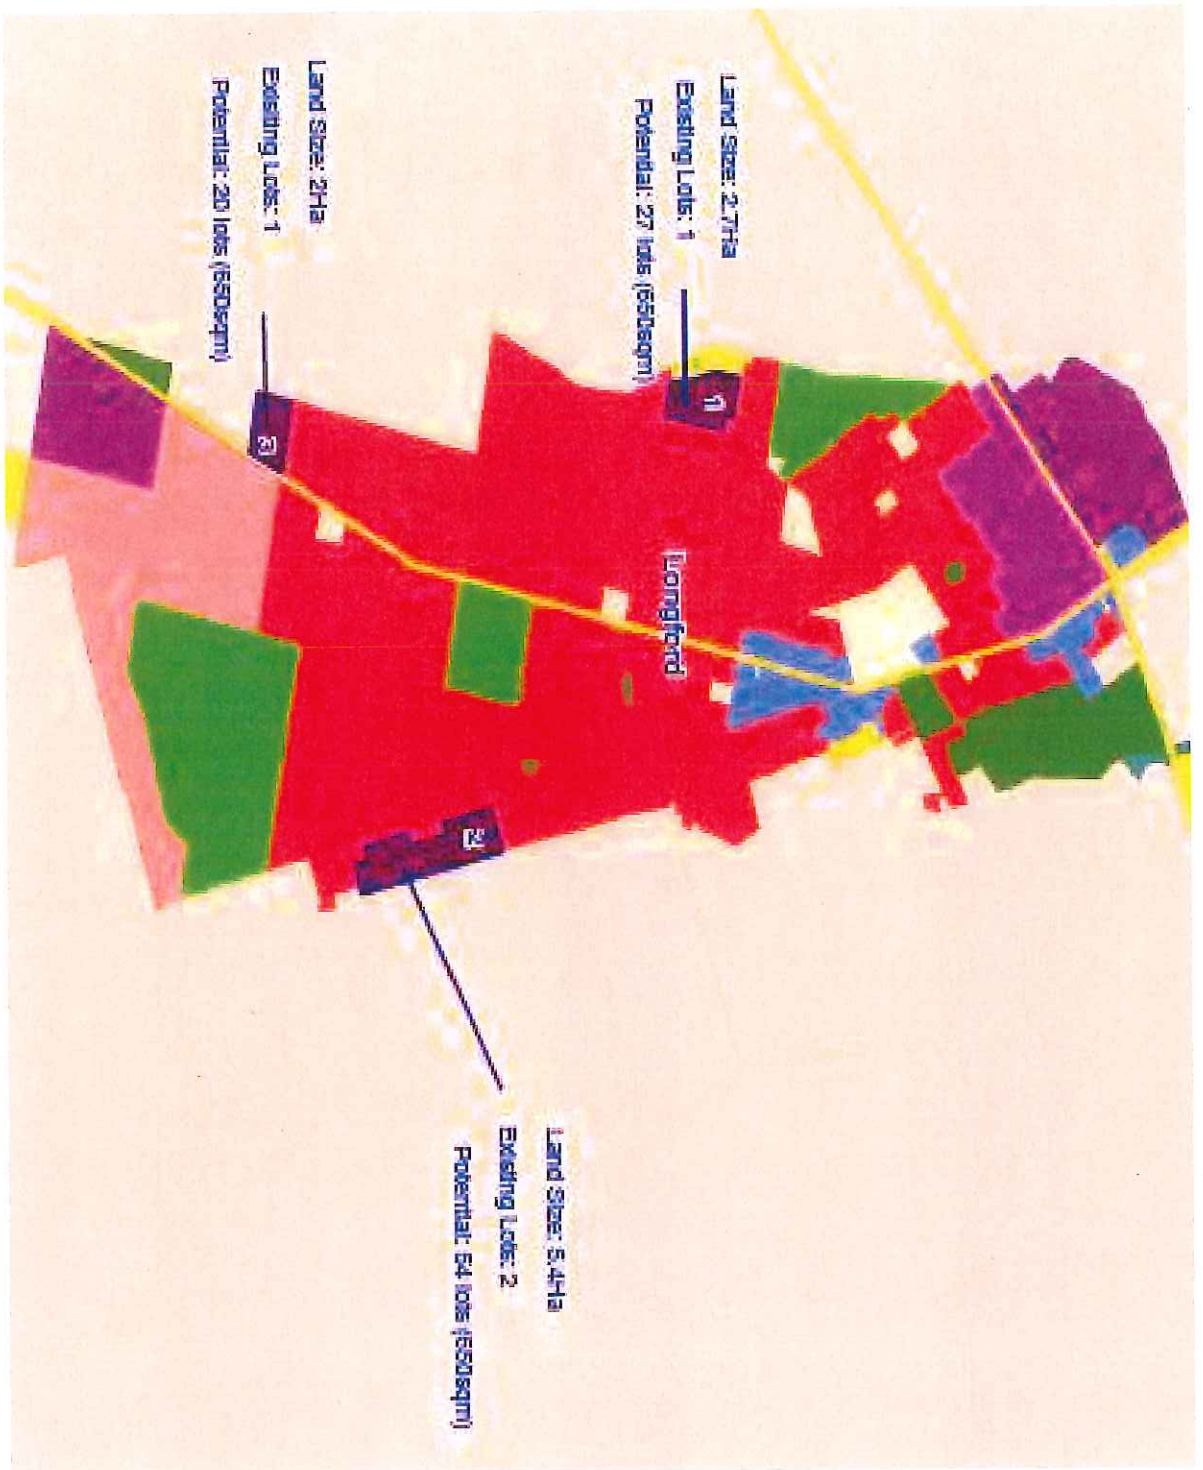 Land Size: 2.7Ha
Existing Lots: 1
Potential: 27 lots (650sqm)
1
Longford
Land Size: 5.4Ha
Existing Lots: 2
Potential: 54 lots (650sqm)
2
Land Size: 2Ha
Existing Lots: 1
Potential: 20 lots (650sqm)
3